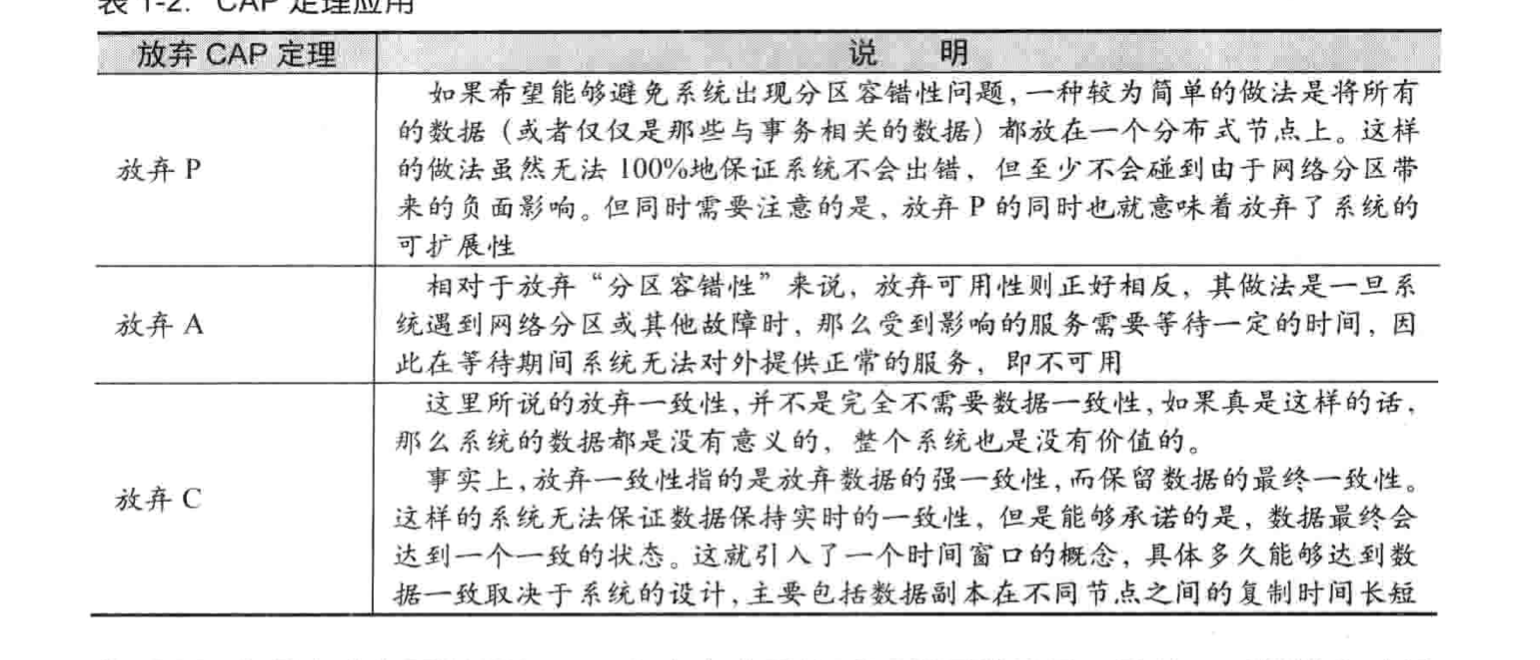 表 1-2. CAP 定理应用
放弃 CAP 定理
说 明
放弃 P
如果希望能够避免系统出现分区容错性问题，一种较为简单的做法是将所有
的数据（或者仅仅是那些与事务相关的数据）都放在一个分布式节点上。这样
的做法虽然无法 100%地保证系统不会出错，但至少不会碰到由于网络分区带
来的负面影响。但同时需要注意的是，放弃 P 的同时也就意味着放弃了系统的
可扩展性
放弃 A
相对于放弃“分区容错性”来说，放弃可用性则正好相反，其做法是一旦系
统遇到网络分区或其他故障时，那么受到影响的服务需要等待一定的时间，因
此在等待期间系统无法对外提供正常的服务，即不可用
放弃 C
这里所说的放弃一致性，并不是完全不需要数据一致性，如果真是这样的话，
那么系统的数据都是没有意义的，整个系统也是没有价值的。
事实上，放弃一致性指的是放弃数据的强一致性，而保留数据的最终一致性。
这样的系统无法保证数据保持实时的一致性，但是能够承诺的是，数据最终会
达到一个一致的状态。这就引入了一个时间窗口的概念，具体多久能够达到数
据一致取决于系统的设计，主要包括数据副本在不同节点之间的复制时间长短